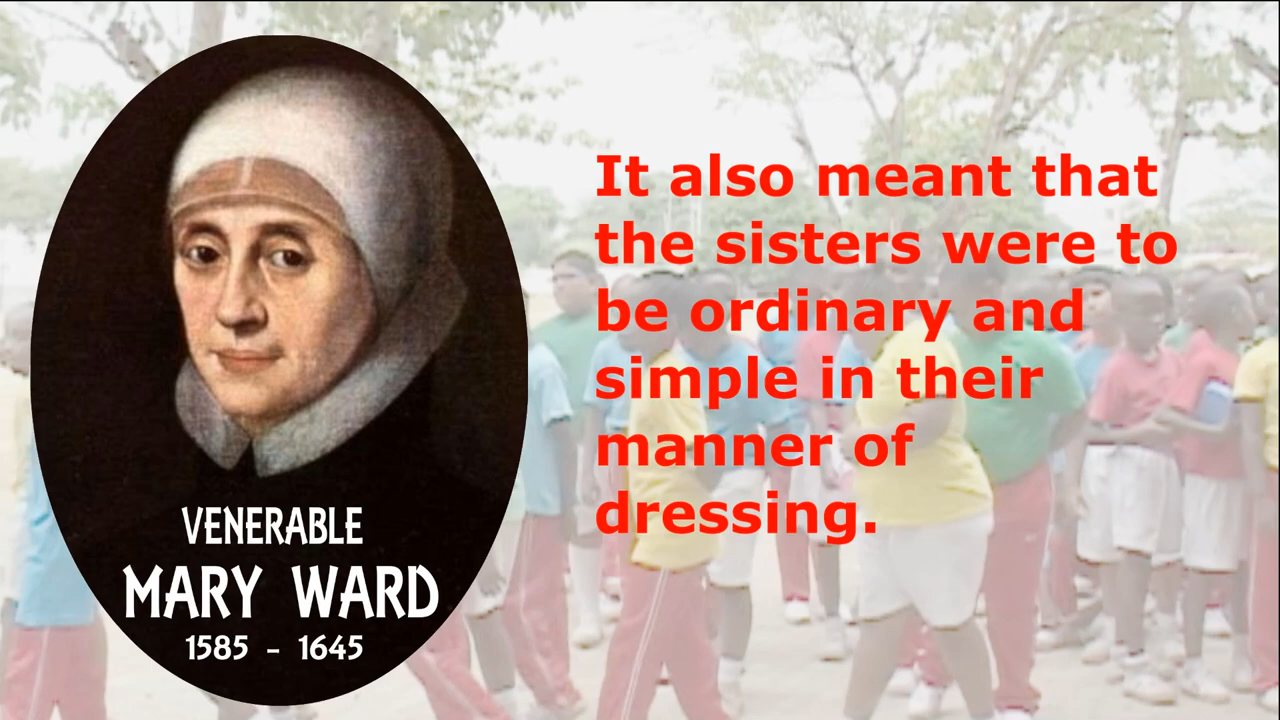 It also meant that
the sisters were to
be ordinary and
simple in their
manner of
dressing.
VENERABLE
MARY WARD
1585 - 1645